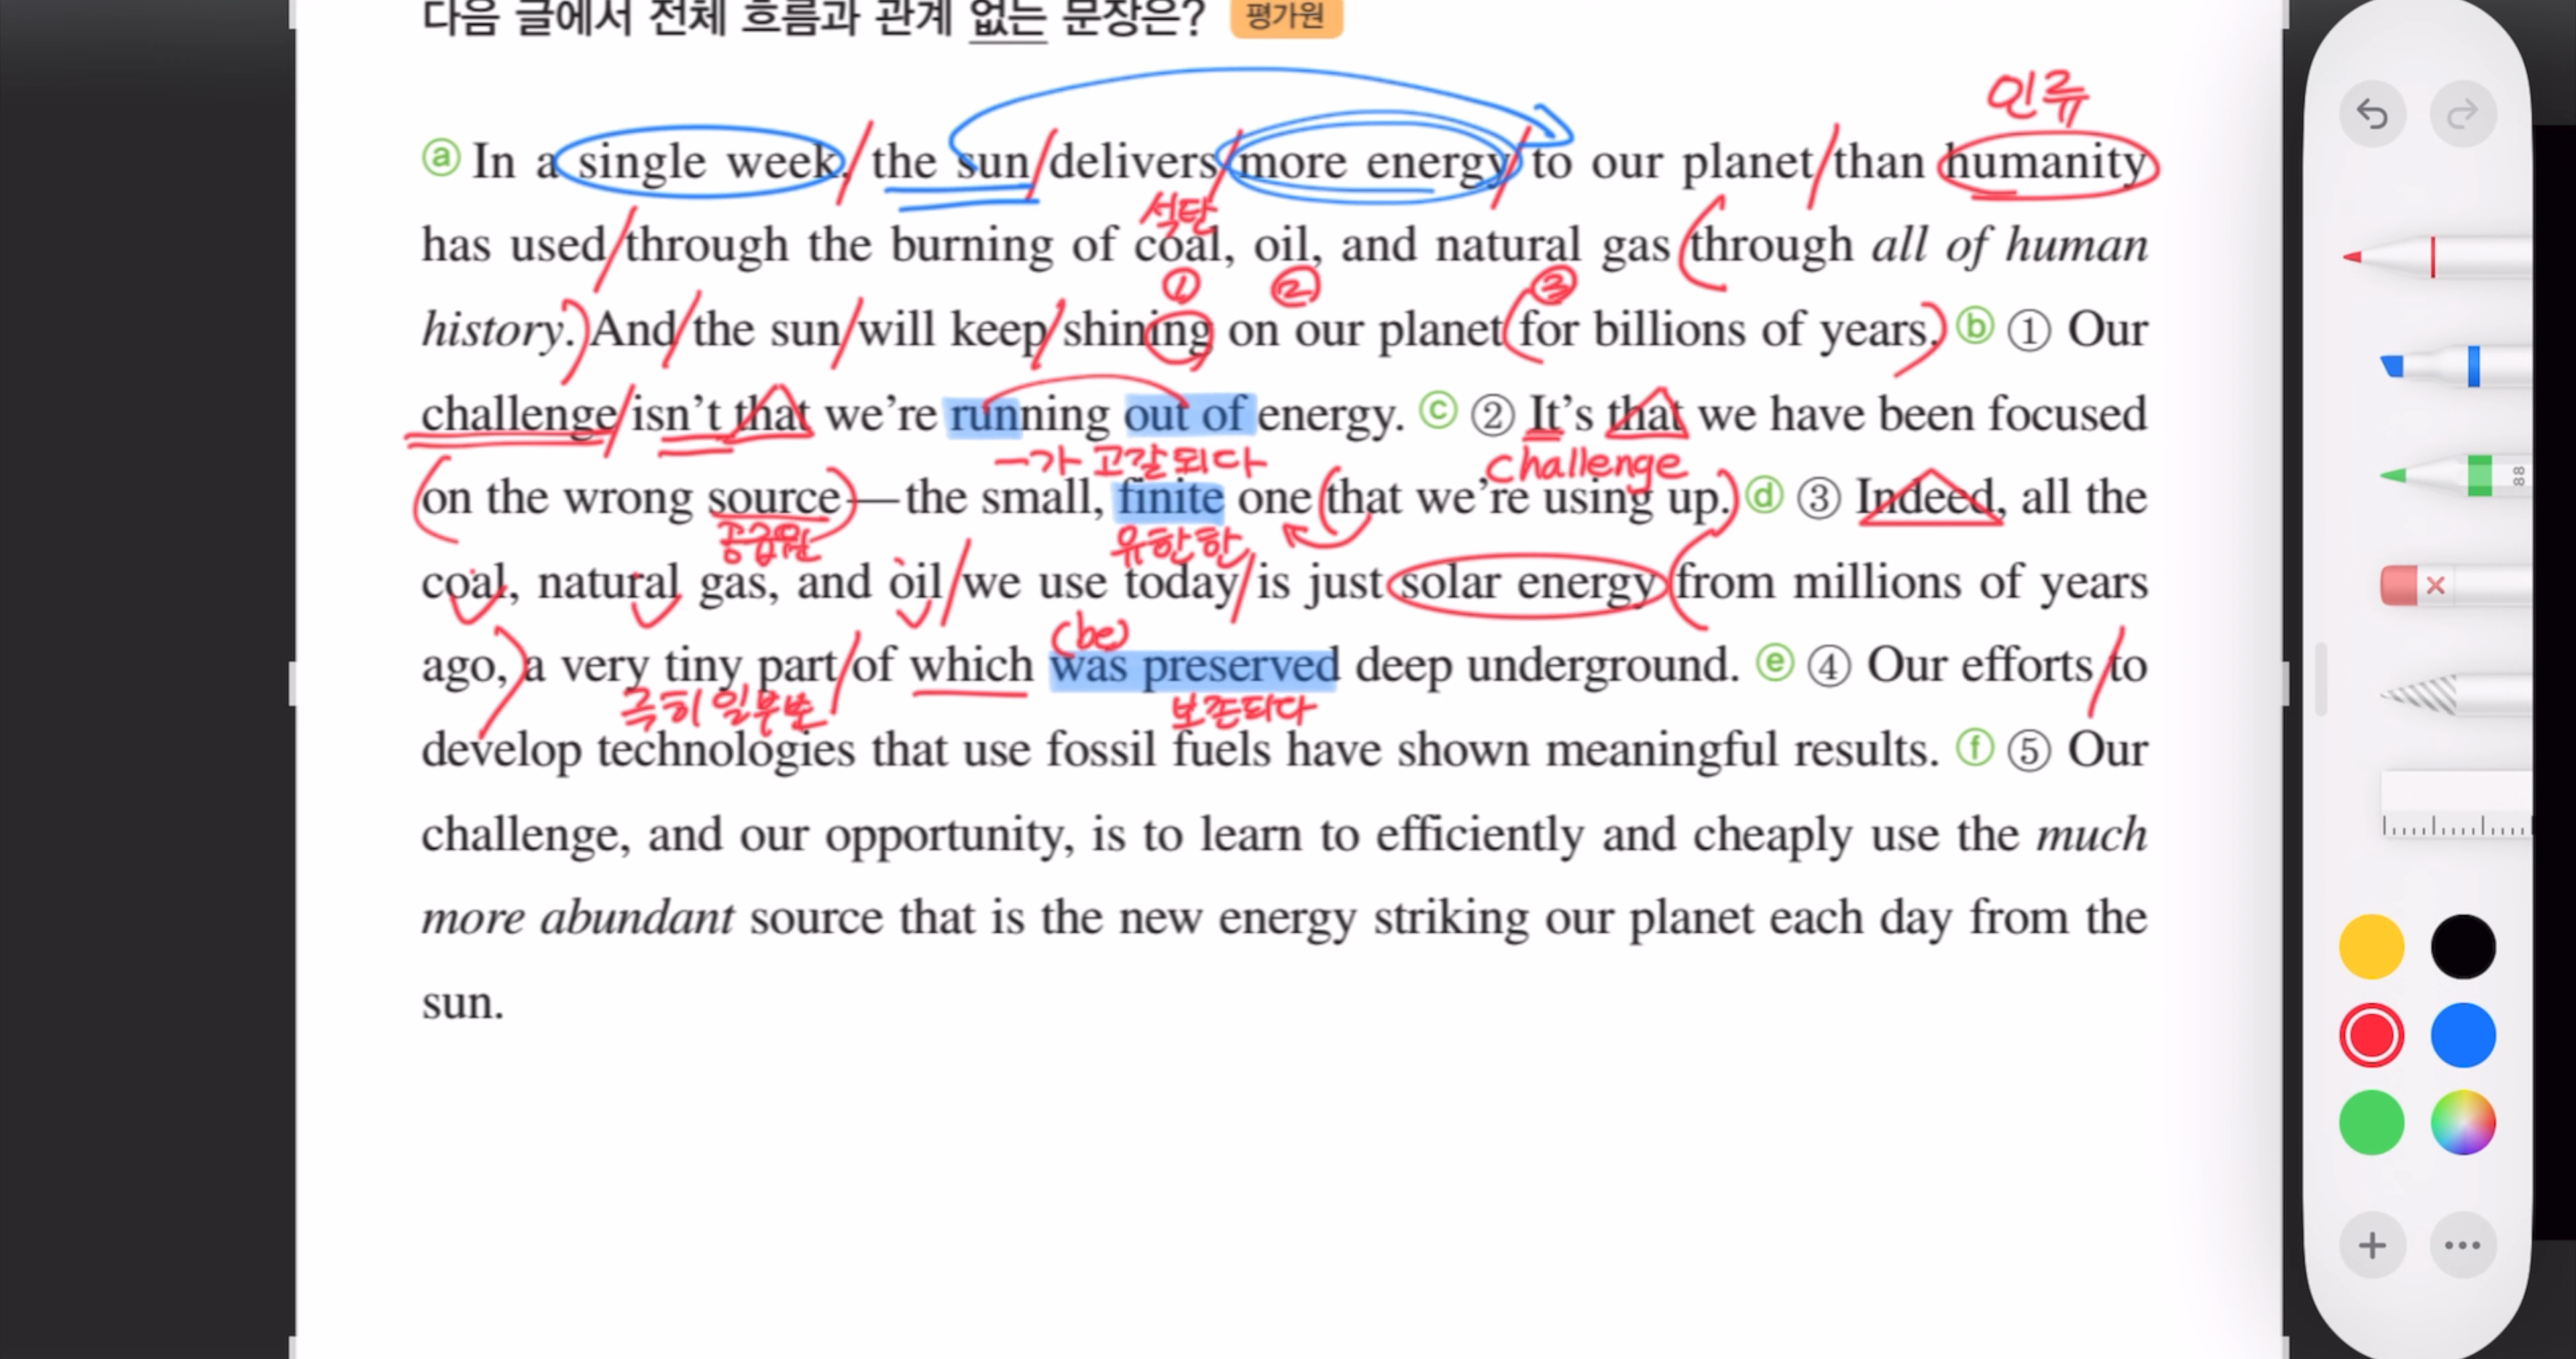 다음 글에서 전체 흐름과 관계 없는 문장은? 평가원
인류
ⓐ In a single week, the sun delivers more energy to our planet than humanity
석탄
has used through the burning of coal, oil, and natural gas through all of human
① ② ③
history. And the sun will keep shining on our planet for billions of years. ⓑ ① Our
challenge isn't that we're running out of energy. ⓒ ② It's that we have been focused
~가 고갈되다 challenge
on the wrong source—the small, finite one that we're using up. ⓓ ③ Indeed, all the
공급원 유한한
coal, natural gas, and oil we use today is just solar energy from millions of years
(be)
ago, a very tiny part of which was preserved deep underground. ⓔ ④ Our efforts to
극히 일부분 보존되다
develop technologies that use fossil fuels have shown meaningful results. ⓕ ⑤ Our
challenge, and our opportunity, is to learn to efficiently and cheaply use the much
more abundant source that is the new energy striking our planet each day from the
sun.
88